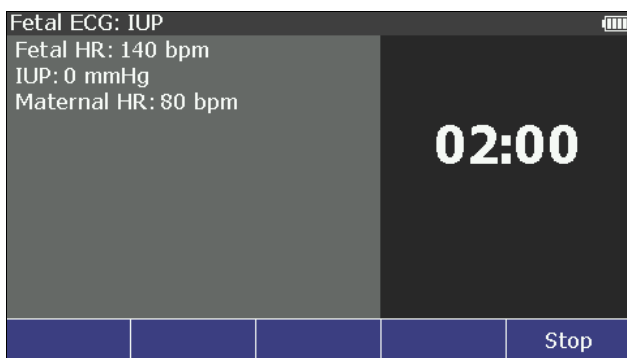 Fetal ECG: IUP
Fetal HR: 140 bpm
IUP: 0 mmHg
Maternal HR: 80 bpm
02:00
Stop